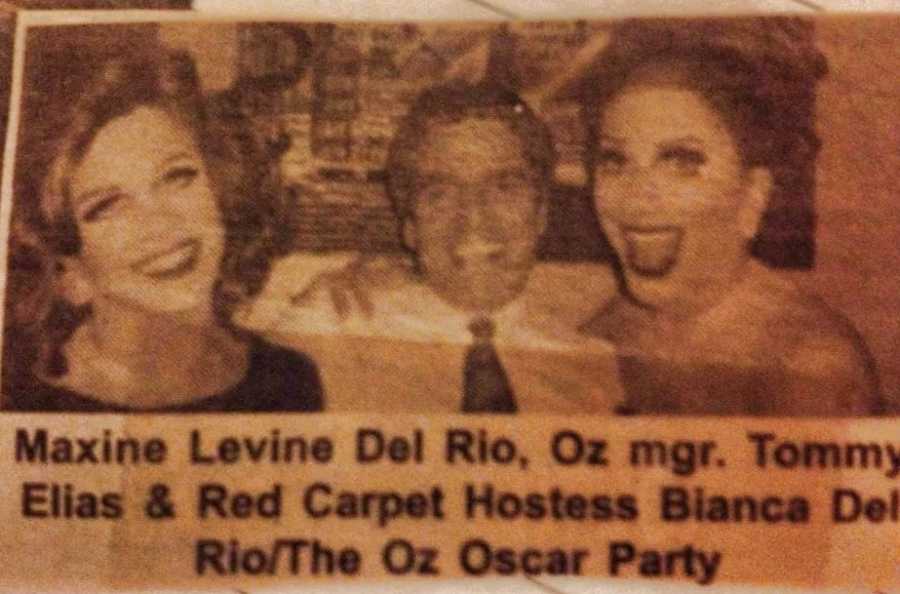 Maxine Levine Del Rio, Oz mgr. Tommy
Elias & Red Carpet Hostess Bianca Del
Rio/The Oz Oscar Party